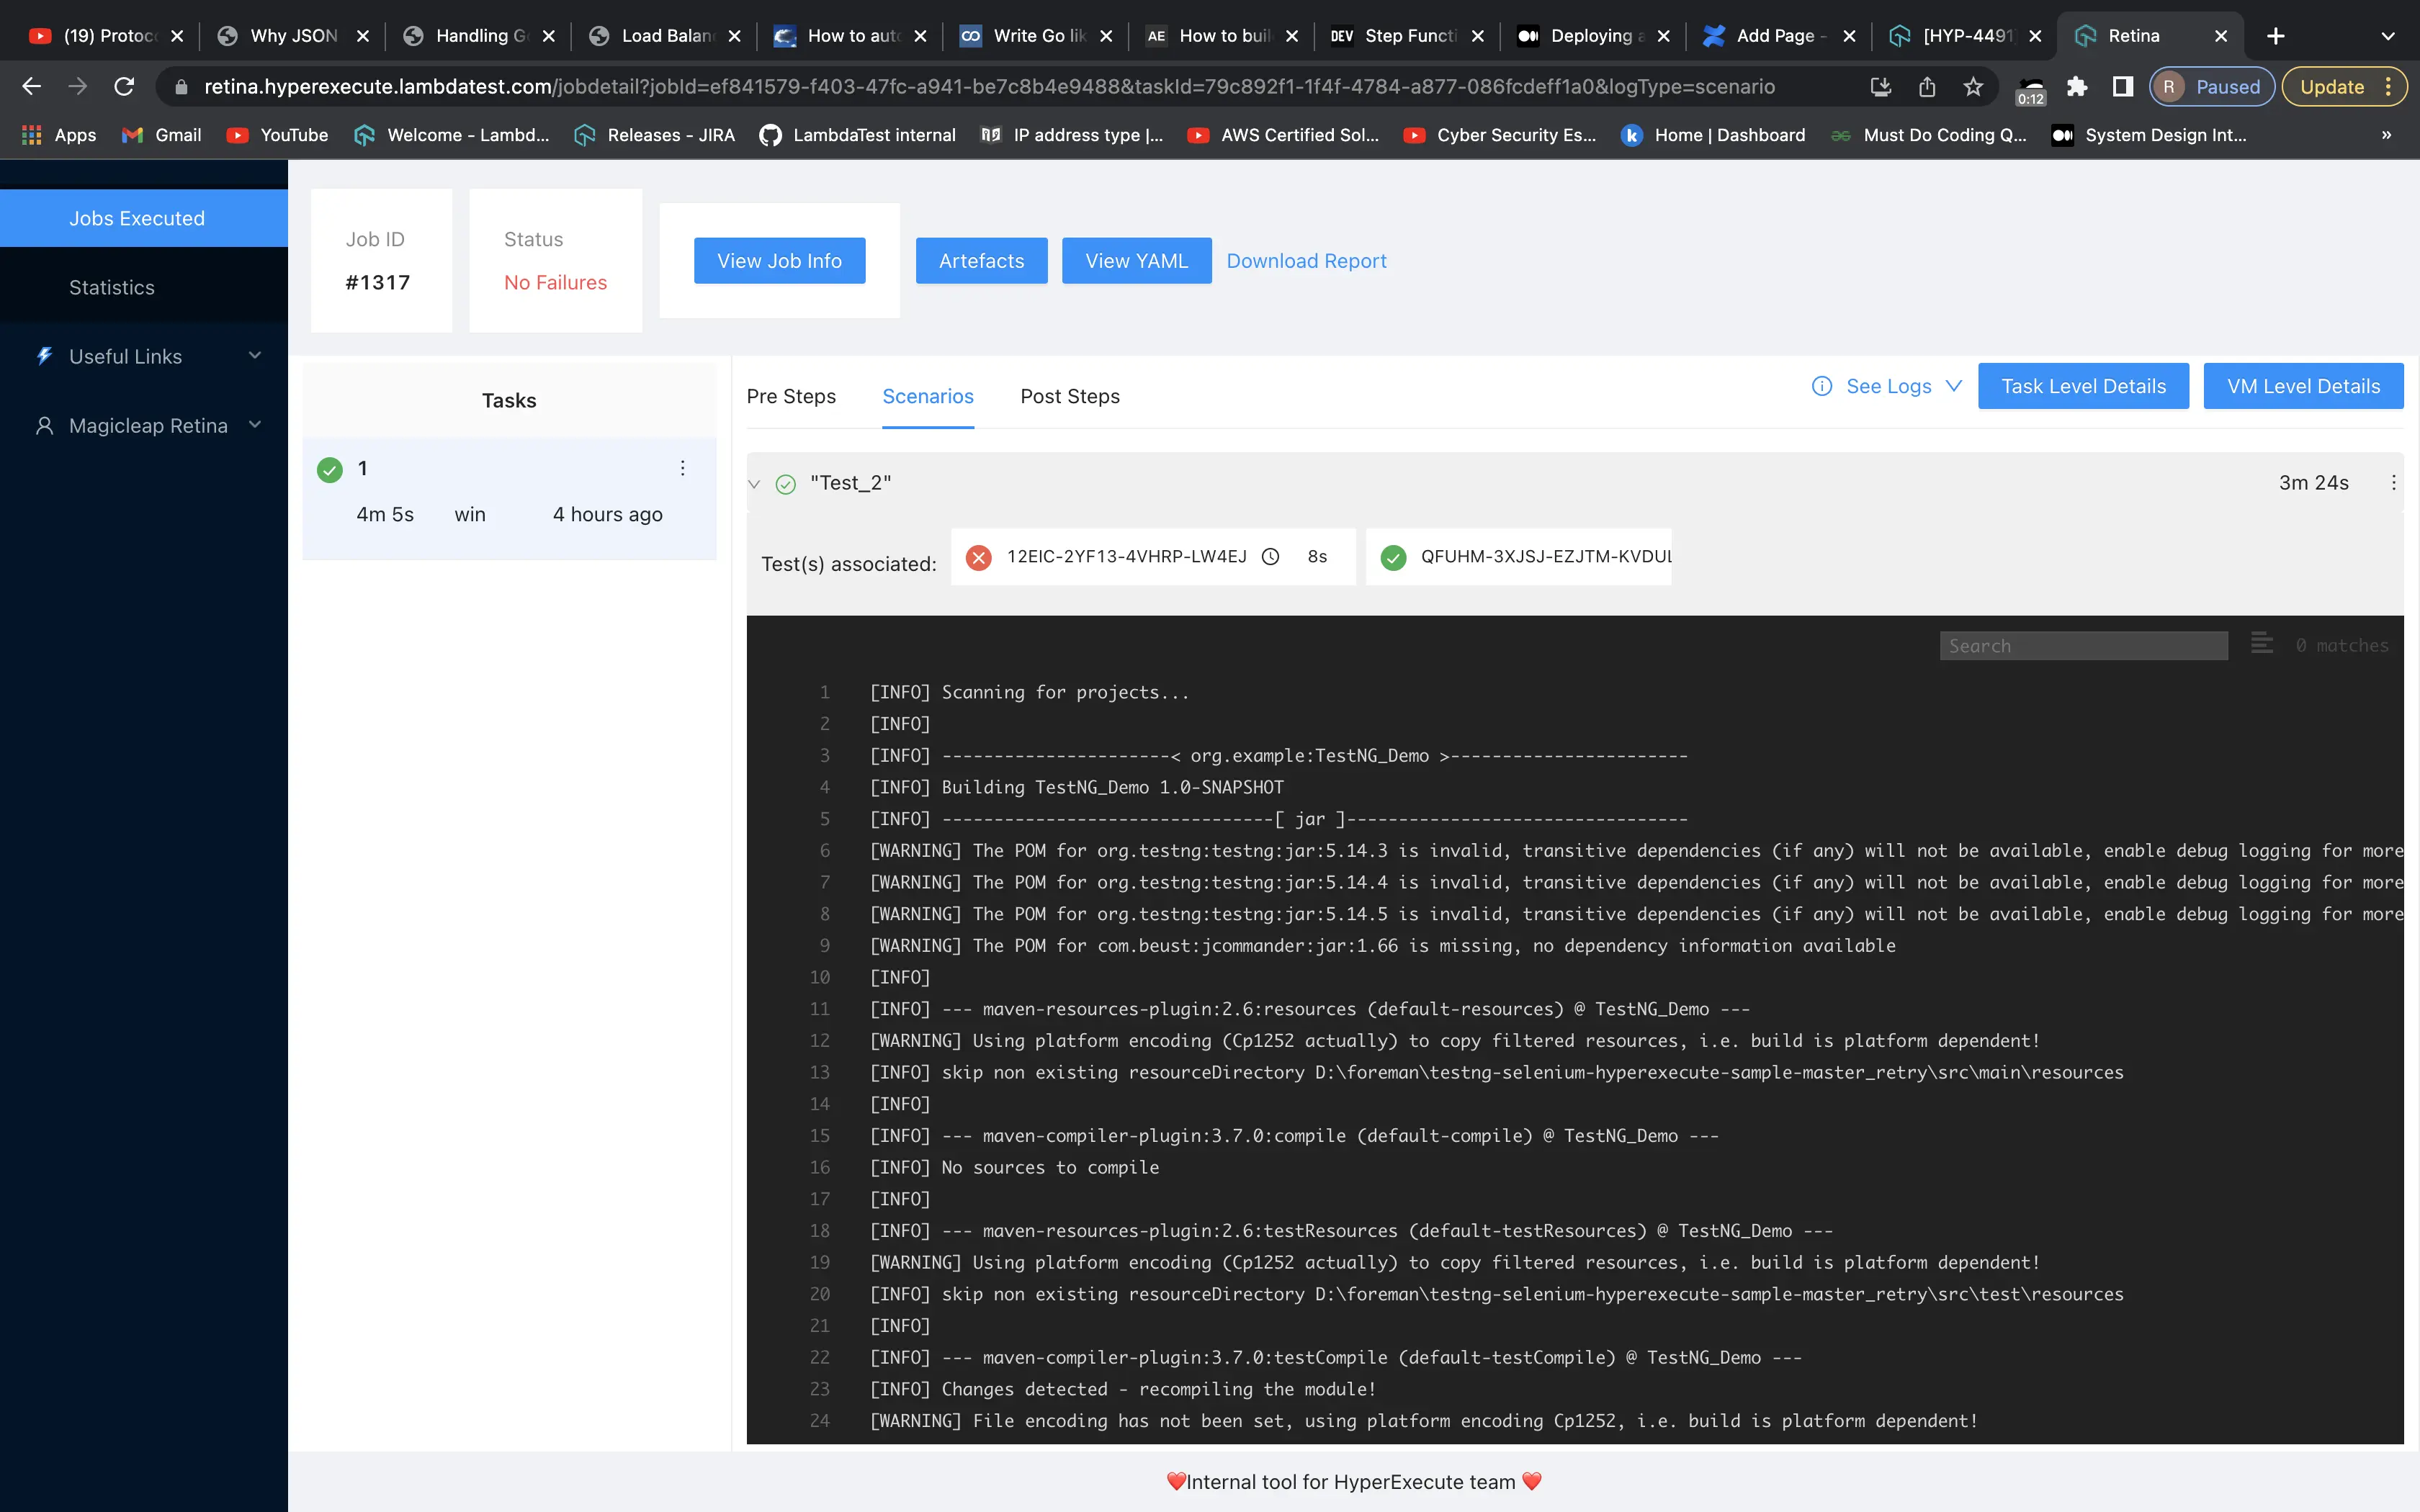 (19) Protoc
Why JSON
Handling G
Load Balan
How to aut
Write Go lik
AE How to buil
DEV Step Functi
Deploying a
Add Page -
[HYP-4491
Retina
retina.hyperexecute.lambdatest.com/jobdetail?jobId=ef841579-f403-47fc-a941-be7c8b4e9488&taskId=79c892f1-1f4f-4784-a877-086fcdeff1a0&logType=scenario
0:12
R Paused
Update
Apps
Gmail
YouTube
Welcome - Lambd...
Releases - JIRA
LambdaTest internal
IP address type |...
AWS Certified Sol...
Cyber Security Es...
k Home | Dashboard
Must Do Coding Q...
System Design Int...
»
Jobs Executed
Statistics
Useful Links
Magicleap Retina
Job ID
#1317
Status
No Failures
View Job Info
Artefacts
View YAML
Download Report
Tasks
1
4m 5s win 4 hours ago
Pre Steps Scenarios Post Steps
See Logs
Task Level Details
VM Level Details
"Test_2"
3m 24s
Test(s) associated:
12EIC-2YF13-4VHRP-LW4EJ 8s
QFUHM-3XJSJ-EZJTM-KVDUL
Search
0 matches
1 [INFO] Scanning for projects...
2 [INFO]
3 [INFO] ----------------------< org.example:TestNG_Demo >-----------------------
4 [INFO] Building TestNG_Demo 1.0-SNAPSHOT
5 [INFO] --------------------------------[ jar ]---------------------------------
6 [WARNING] The POM for org.testng:testng:jar:5.14.3 is invalid, transitive dependencies (if any) will not be available, enable debug logging for more
7 [WARNING] The POM for org.testng:testng:jar:5.14.4 is invalid, transitive dependencies (if any) will not be available, enable debug logging for more
8 [WARNING] The POM for org.testng:testng:jar:5.14.5 is invalid, transitive dependencies (if any) will not be available, enable debug logging for more
9 [WARNING] The POM for com.beust:jcommander:jar:1.66 is missing, no dependency information available
10 [INFO]
11 [INFO] --- maven-resources-plugin:2.6:resources (default-resources) @ TestNG_Demo ---
12 [WARNING] Using platform encoding (Cp1252 actually) to copy filtered resources, i.e. build is platform dependent!
13 [INFO] skip non existing resourceDirectory D:\foreman\testng-selenium-hyperexecute-sample-master_retry\src\main\resources
14 [INFO]
15 [INFO] --- maven-compiler-plugin:3.7.0:compile (default-compile) @ TestNG_Demo ---
16 [INFO] No sources to compile
17 [INFO]
18 [INFO] --- maven-resources-plugin:2.6:testResources (default-testResources) @ TestNG_Demo ---
19 [WARNING] Using platform encoding (Cp1252 actually) to copy filtered resources, i.e. build is platform dependent!
20 [INFO] skip non existing resourceDirectory D:\foreman\testng-selenium-hyperexecute-sample-master_retry\src\test\resources
21 [INFO]
22 [INFO] --- maven-compiler-plugin:3.7.0:testCompile (default-testCompile) @ TestNG_Demo ---
23 [INFO] Changes detected - recompiling the module!
24 [WARNING] File encoding has not been set, using platform encoding Cp1252, i.e. build is platform dependent!
❤️Internal tool for HyperExecute team ❤️